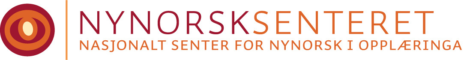 NYNORSKSENTERET
NASJONALT SENTER FOR NYNORSK I OPPLÆRINGA